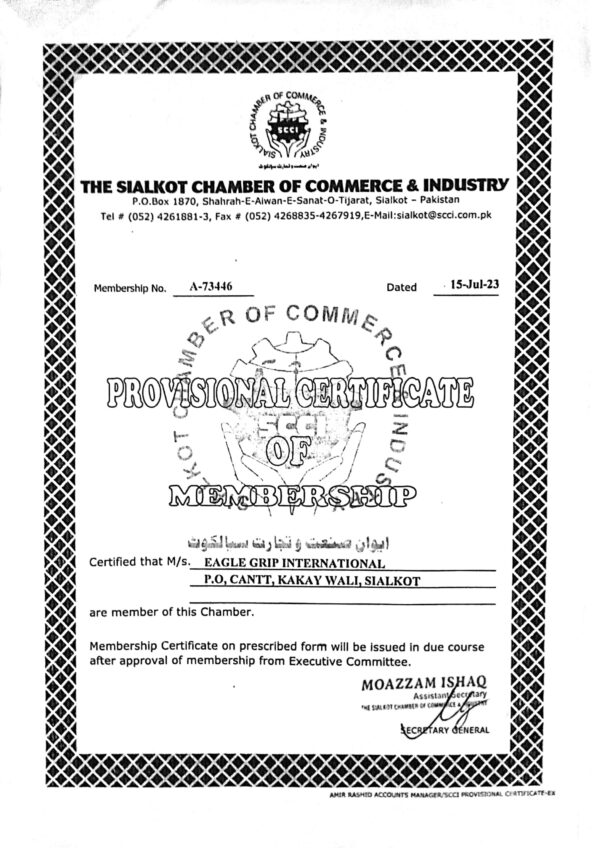 SIALKOT CHAMBER OF COMMERCE & INDUSTRY
SCCI
ایوان صنعت و تجارت سیالکوٹ
THE SIALKOT CHAMBER OF COMMERCE & INDUSTRY
P.O.Box 1870, Shahrah-E-Aiwan-E-Sanat-O-Tijarat, Sialkot – Pakistan
Tel # (052) 4261881-3, Fax # (052) 4268835-4267919,E-Mail:sialkot@scci.com.pk
Membership No. A-73446 Dated 15-Jul-23
CHAMBER OF COMMERCE
PROVISIONAL CERTIFICATE
SCCI
OF
MEMBERSHIP
ایوان صنعت و تجارت سیالکوٹ
Certified that M/s. EAGLE GRIP INTERNATIONAL
P.O, CANTT, KAKAY WALI, SIALKOT
are member of this Chamber.
Membership Certificate on prescribed form will be issued in due course
after approval of membership from Executive Committee.
MOAZZAM ISHAQ
Assistant Secretary
THE SIALKOT CHAMBER OF COMMERCE & INDUSTRY
SECRETARY GENERAL
AMIR RASHID ACCOUNTS MANAGER/SCCI PROVISIONAL CERTIFICATE-EX